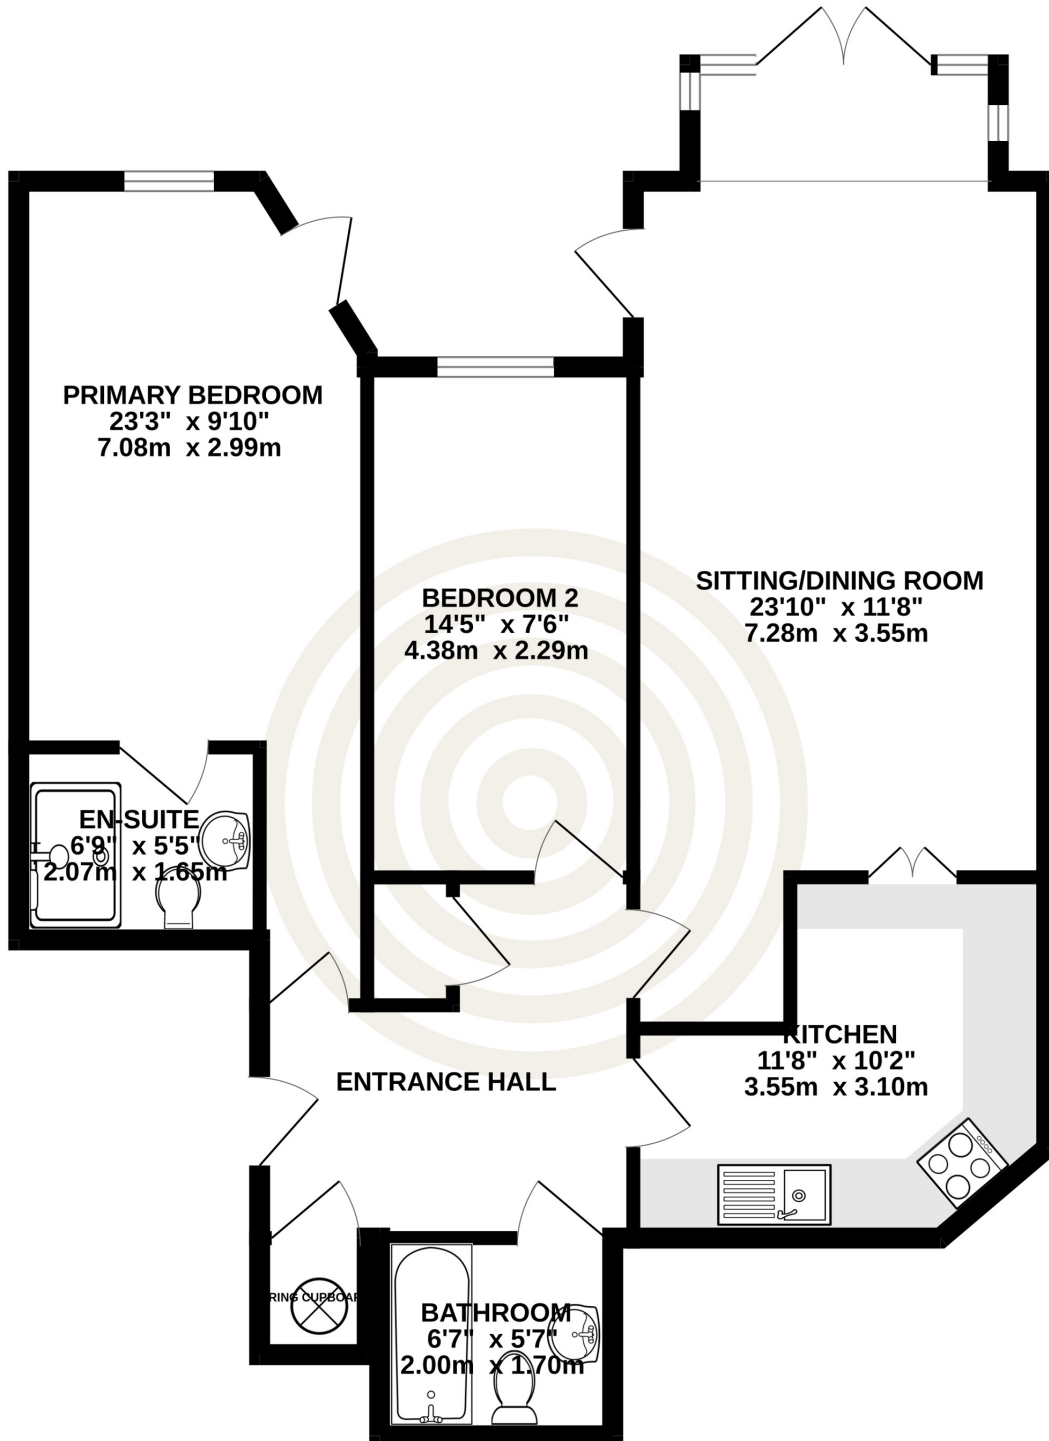 PRIMARY BEDROOM
23'3" x 9'10"
7.08m x 2.99m
BEDROOM 2
14'5" x 7'6"
4.38m x 2.29m
SITTING/DINING ROOM
23'10" x 11'8"
7.28m x 3.55m
EN-SUITE
6'9" x 5'5"
2.07m x 1.65m
KITCHEN
11'8" x 10'2"
3.55m x 3.10m
ENTRANCE HALL
RING CUPBOAR
BATHROOM
6'7" x 5'7"
2.00m x 1.70m